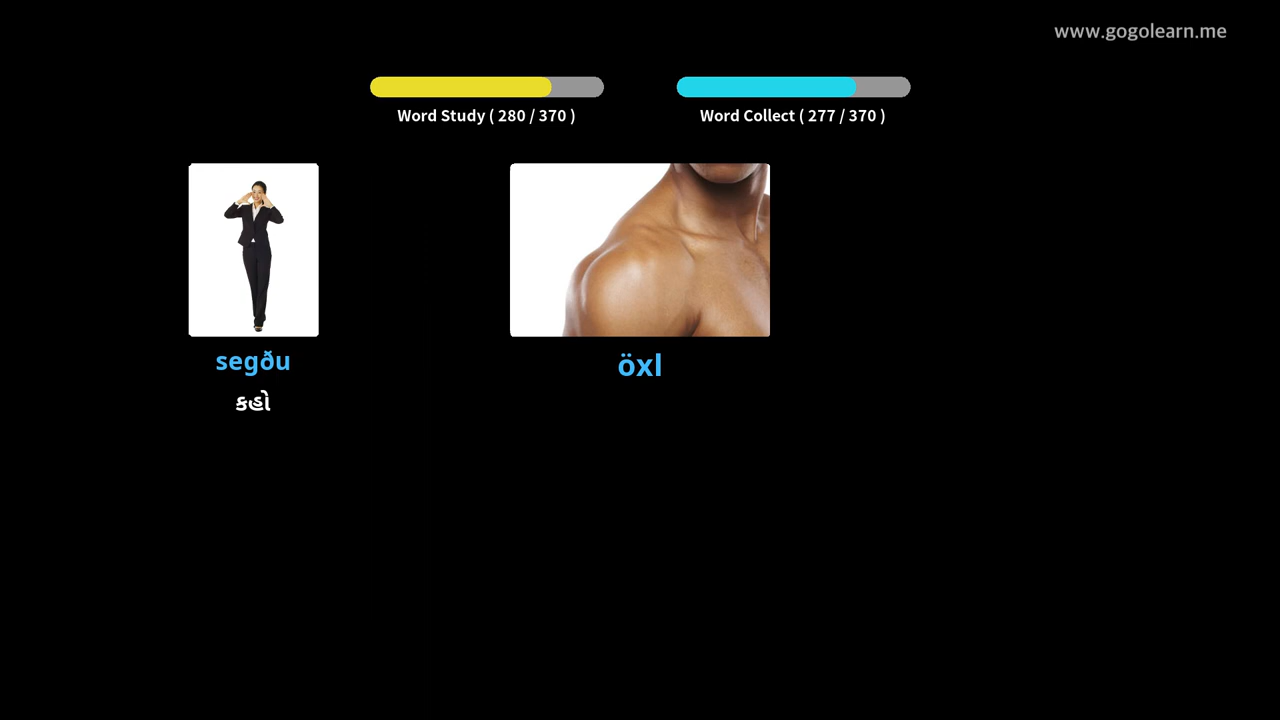 www.gogolearn.me
Word Study ( 280 / 370 )
Word Collect ( 277 / 370 )
segðu
કહો
öxl